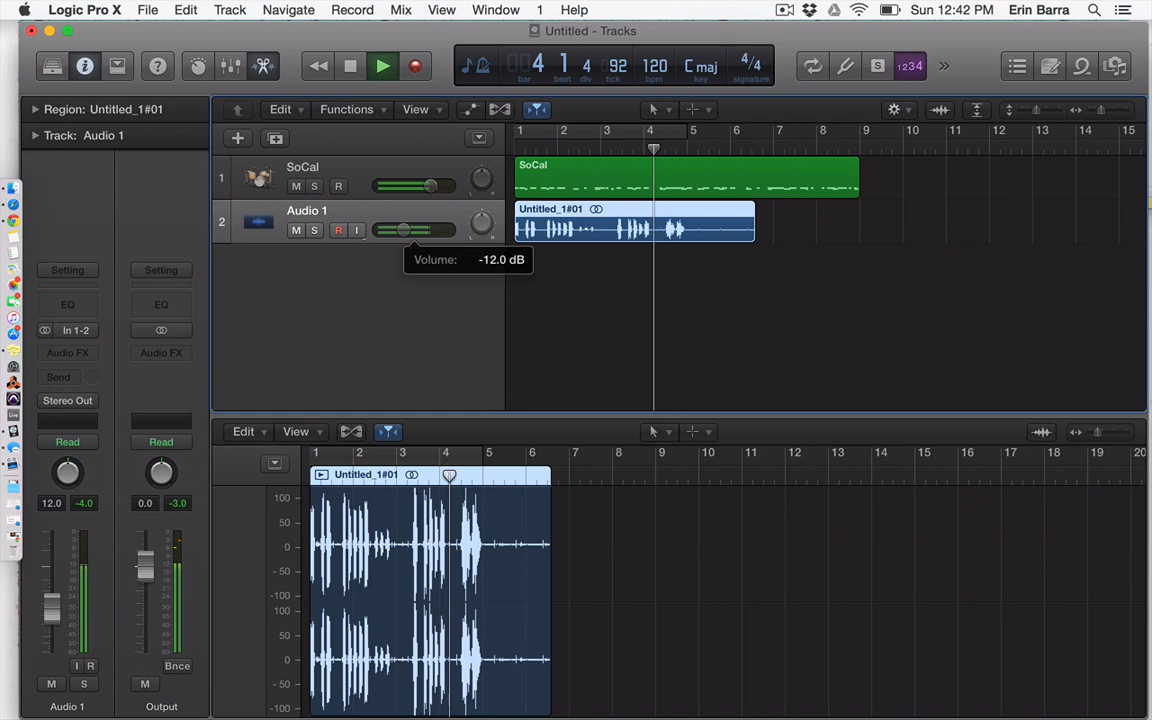 Logic Pro X File Edit Track Navigate Record Mix View Window 1 Help Sun 12:42 PM Erin Barra
Untitled - Tracks
004 1 4 92 120 C maj 4/4
bar beat div tick bpm key signature
S 1234
Region: Untitled_1#01 Edit Functions View
Track: Audio 1
1 2 3 4 5 6 7 8 9 10 11 12 13 14 15
1 SoCal M S R L R
SoCal
2 Audio 1 M S R I L R
Untitled_1#01
Volume: -12.0 dB
Setting Setting
EQ EQ
In 1-2
Audio FX Audio FX
Send
Stereo Out
Read Read
12.0 -4.0 0.0 -3.0
I R Bnce
M S M
Audio 1 Output
Edit View
1 2 3 4 5 6 7 8 9 10 11 12 13 14 15 16 17 18 19 20
Untitled_1#01
100
50
0
- 50
-100
100
50
0
- 50
-100